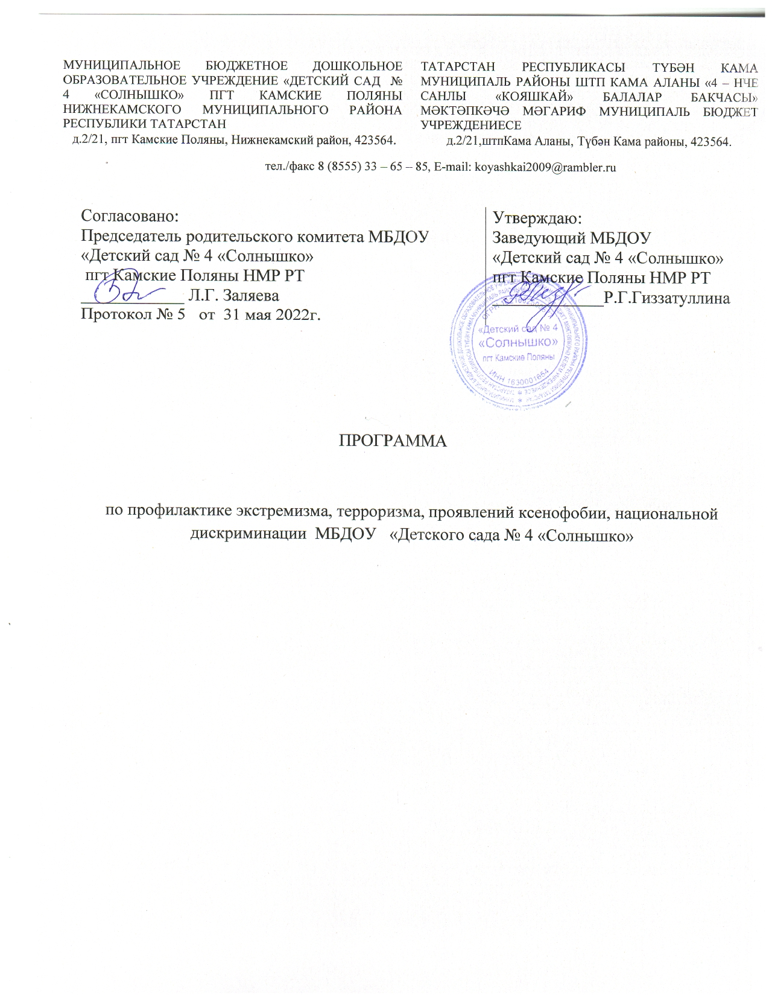 МУНИЦИПАЛЬНОЕ БЮДЖЕТНОЕ ДОШКОЛЬНОЕ
ОБРАЗОВАТЕЛЬНОЕ УЧРЕЖДЕНИЕ «ДЕТСКИЙ САД №
4 «СОЛНЫШКО» ПГТ КАМСКИЕ ПОЛЯНЫ
НИЖНЕКАМСКОГО МУНИЦИПАЛЬНОГО РАЙОНА
РЕСПУБЛИКИ ТАТАРСТАН
д.2/21, пгт Камские Поляны, Нижнекамский район, 423564.
ТАТАРСТАН РЕСПУБЛИКАСЫ ТҮБӘН КАМА
МУНИЦИПАЛЬ РАЙОНЫ ШТП КАМА АЛАНЫ «4 – НЧЕ
САНЛЫ «КОЯШКАЙ» БАЛАЛАР БАКЧАСЫ»
МӘКТӘПКӘЧӘ МӘГАРИФ МУНИЦИПАЛЬ БЮДЖЕТ
УЧРЕЖДЕНИЕСЕ
д.2/21,штпКама Аланы, Түбән Кама районы, 423564.
тел./факс 8 (8555) 33 – 65 – 85, E-mail: koyashkai2009@rambler.ru
Согласовано:
Председатель родительского комитета МБДОУ
«Детский сад № 4 «Солнышко»
пгт Камские Поляны НМР РТ
____________ Л.Г. Заляева
Протокол № 5 от 31 мая 2022г.
Утверждаю:
Заведующий МБДОУ
«Детский сад № 4 «Солнышко»
пгт Камские Поляны НМР РТ
_____________Р.Г.Гиззатуллина
«Детский сад № 4
«Солнышко»
пгт Камские Поляны
ИНН 1630001654
ПРОГРАММА
по профилактике экстремизма, терроризма, проявлений ксенофобии, национальной
дискриминации МБДОУ «Детского сада № 4 «Солнышко»